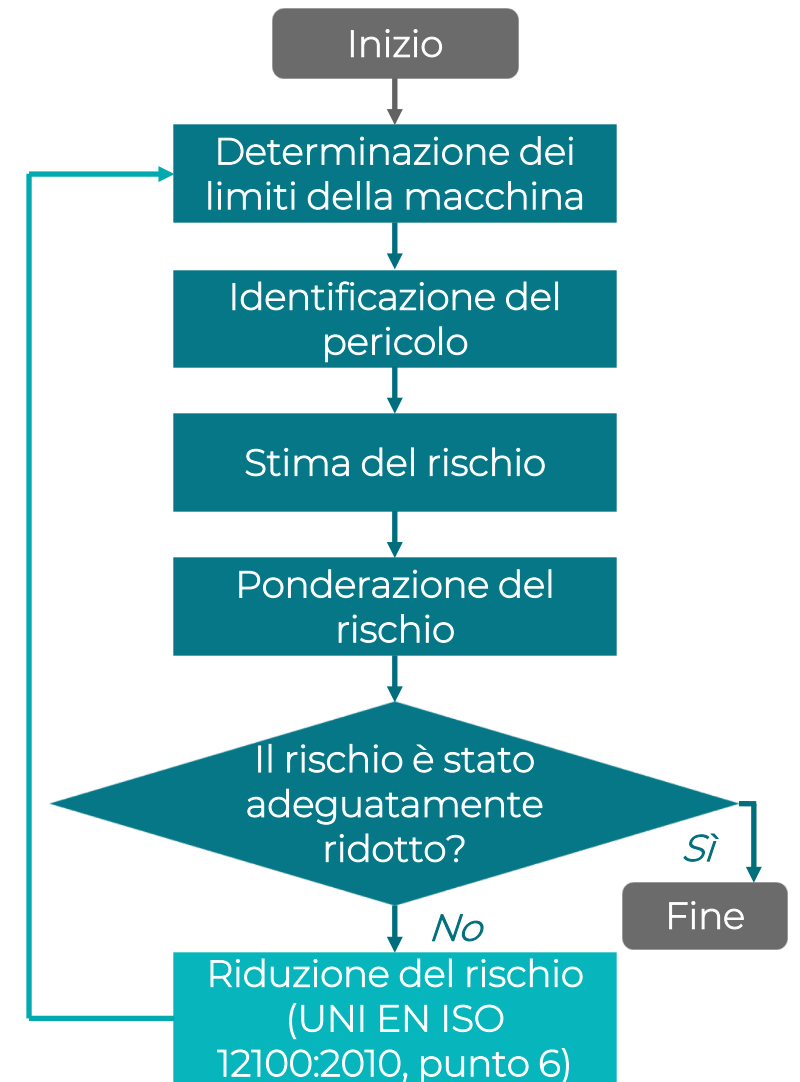 Inizio
Determinazione dei
limiti della macchina
Identificazione del
pericolo
Stima del rischio
Ponderazione del
rischio
Il rischio è stato
adeguatamente
ridotto?
Sì
Fine
No
Riduzione del rischio
(UNI EN ISO
12100:2010, punto 6)